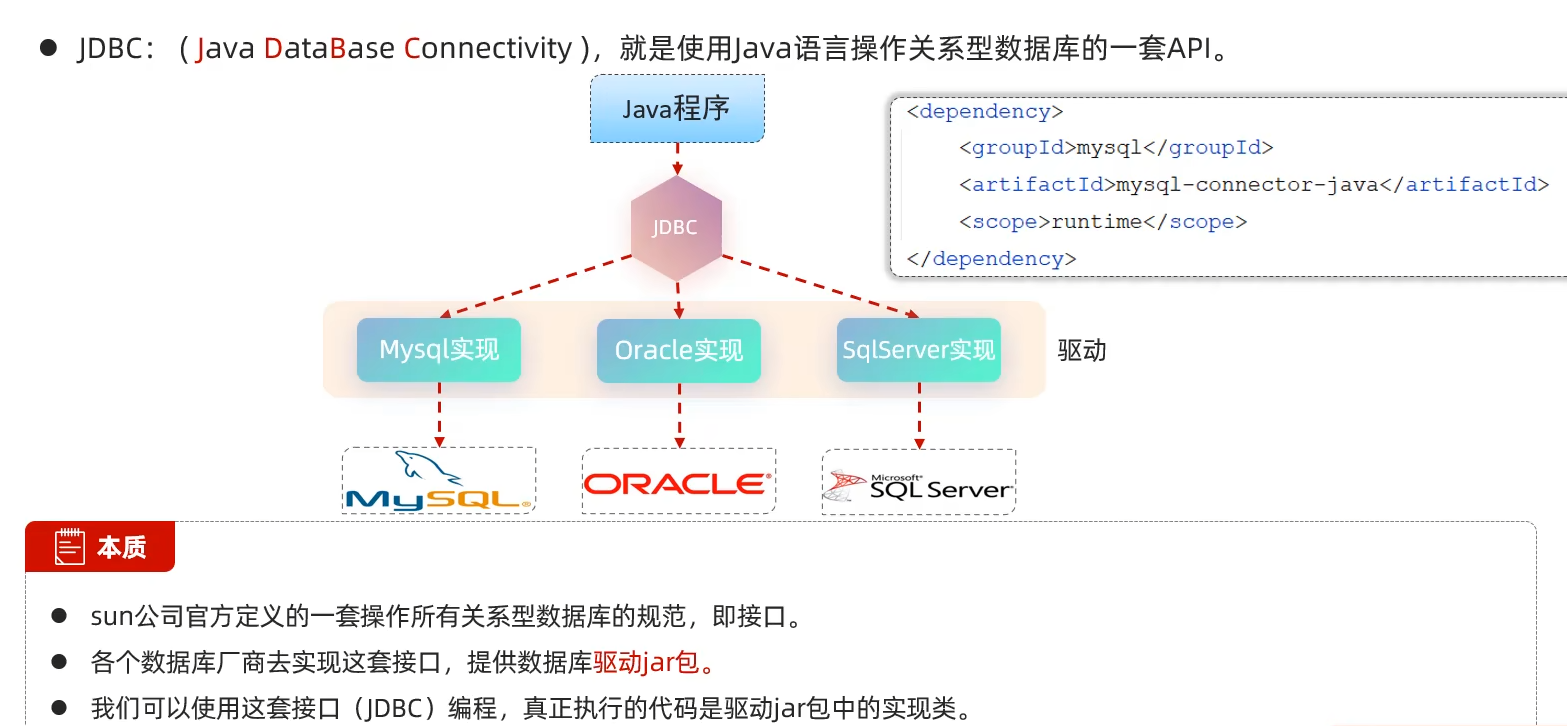 ● JDBC：（Java DataBase Connectivity），就是使用Java语言操作关系型数据库的一套API。
Java程序
<dependency>
<groupId>mysql</groupId>
<artifactId>mysql-connector-java</artifactId>
<scope>runtime</scope>
</dependency>
JDBC
Mysql实现
Oracle实现
SqlServer实现
驱动
MySQL®
ORACLE®
Microsoft®
SQL Server
本质
● sun公司官方定义的一套操作所有关系型数据库的规范，即接口。
● 各个数据库厂商去实现这套接口，提供数据库驱动jar包。
● 我们可以使用这套接口（JDBC）编程，真正执行的代码是驱动jar包中的实现类。